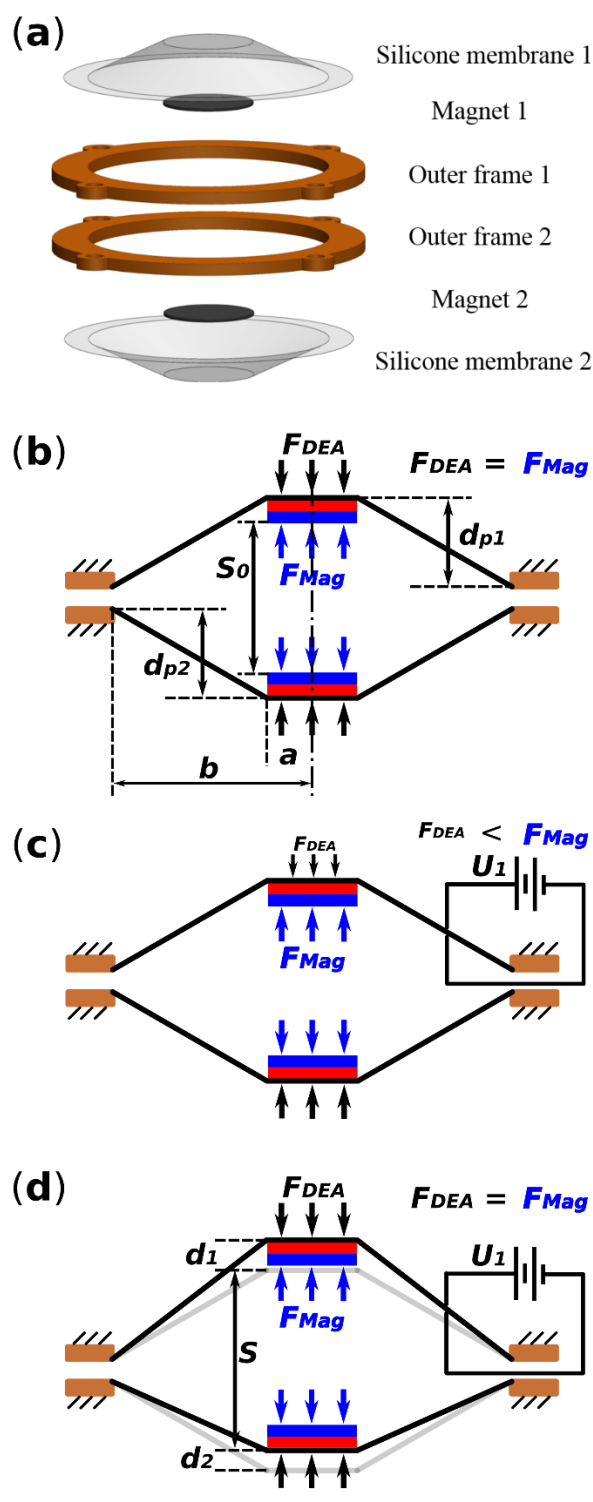 (a)
Silicone membrane 1
Magnet 1
Outer frame 1
Outer frame 2
Magnet 2
Silicone membrane 2
(b)
FDEA
FDEA = FMag
S0
FMag
dp1
dp2
a
b
(c)
FDEA
FDEA < FMag
U1
FMag
(d)
FDEA
FDEA = FMag
d1
U1
FMag
S
d2